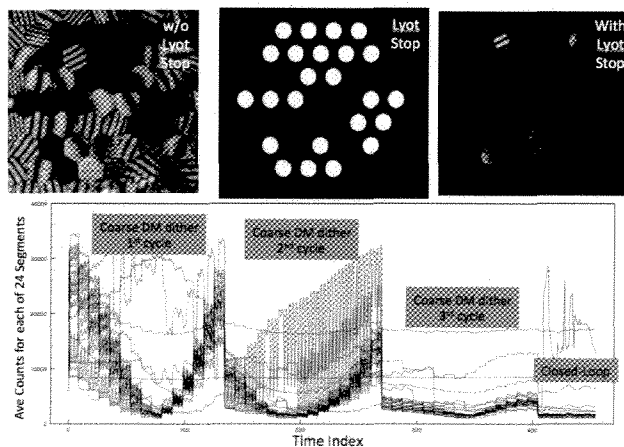 w/o
Lyot
Stop
Lyot
Stop
With
Lyot
Stop
Ave Counts for each of 24 Segments
Coarse DM dither
1st cycle
Coarse DM dither
2nd cycle
Coarse DM dither
3rd cycle
Closed-Loop
0
Time Index